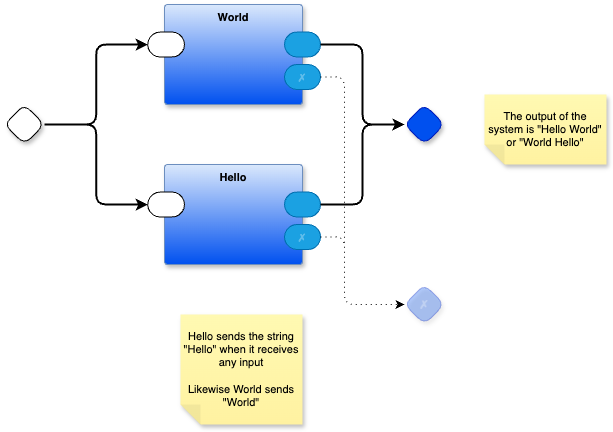 World
✗
The output of the
system is "Hello World"
or "World Hello"
Hello
✗
✗
Hello sends the string
"Hello" when it receives
any input
Likewise World sends
"World"